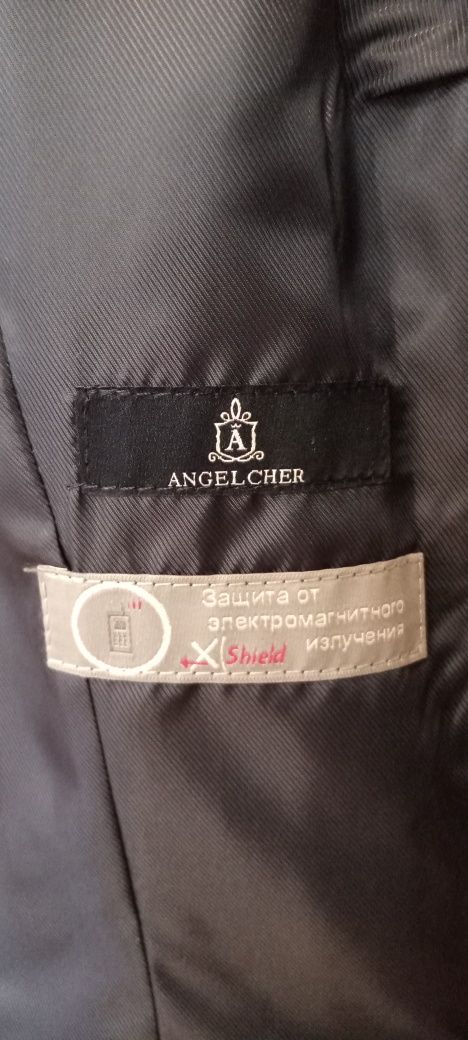 A
ANGELCHER
Защита от
электромагнитного
излучения
X Shield